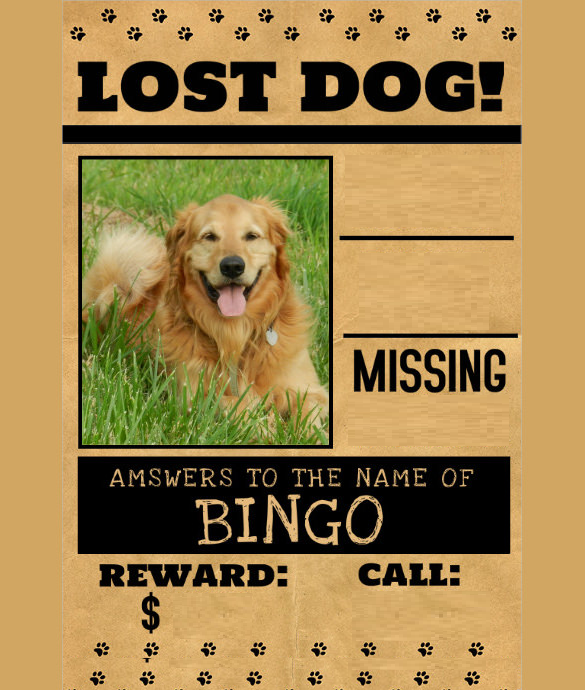 LOST DOG!
MISSING
AMSWERS TO THE NAME OF
BINGO
REWARD:
CALL:
$